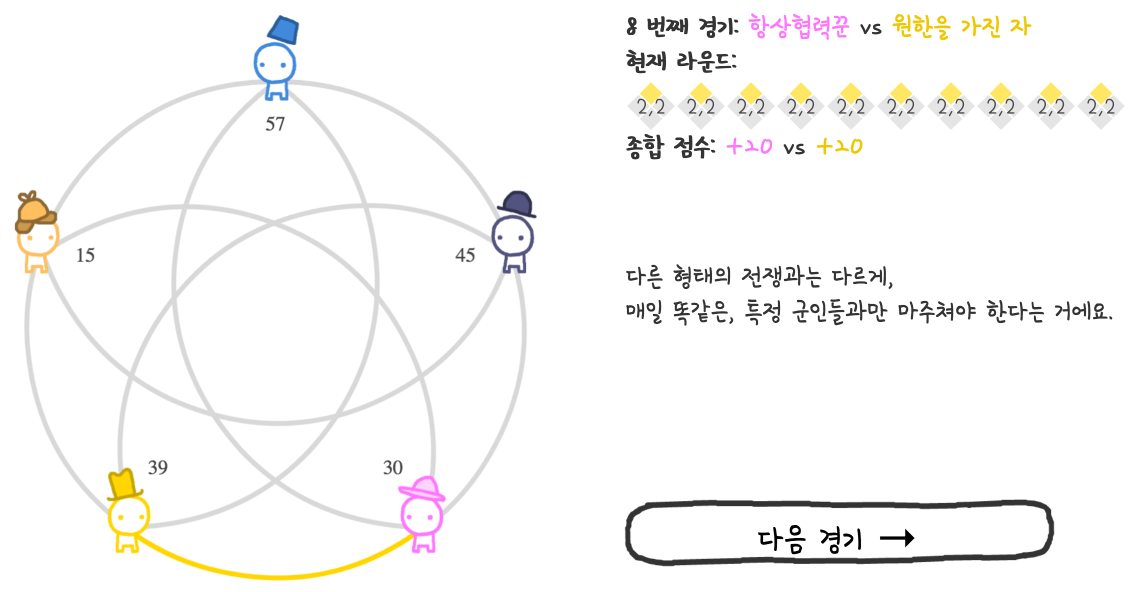 57
15
45
39
30
8 번째 경기: 항상협력꾼 vs 원한을 가진 자
현재 라운드:
2,2 2,2 2,2 2,2 2,2 2,2 2,2 2,2 2,2 2,2
종합 점수: +20 vs +20
다른 형태의 전쟁과는 다르게,
매일 똑같은, 특정 군인들과만 마주쳐야 한다는 거에요.
다음 경기 →